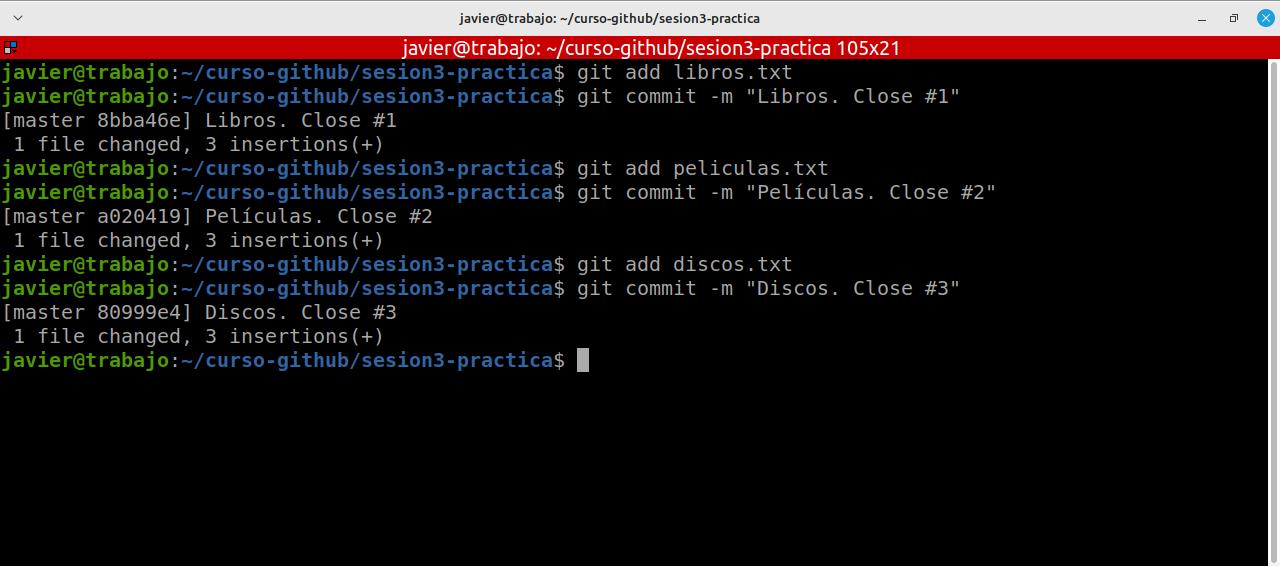 javier@trabajo: ~/curso-github/sesion3-practica
javier@trabajo: ~/curso-github/sesion3-practica 105x21
javier@trabajo:~/curso-github/sesion3-practica$ git add libros.txt
javier@trabajo:~/curso-github/sesion3-practica$ git commit -m "Libros. Close #1"
[master 8bba46e] Libros. Close #1
 1 file changed, 3 insertions(+)
javier@trabajo:~/curso-github/sesion3-practica$ git add peliculas.txt
javier@trabajo:~/curso-github/sesion3-practica$ git commit -m "Películas. Close #2"
[master a020419] Películas. Close #2
 1 file changed, 3 insertions(+)
javier@trabajo:~/curso-github/sesion3-practica$ git add discos.txt
javier@trabajo:~/curso-github/sesion3-practica$ git commit -m "Discos. Close #3"
[master 80999e4] Discos. Close #3
 1 file changed, 3 insertions(+)
javier@trabajo:~/curso-github/sesion3-practica$